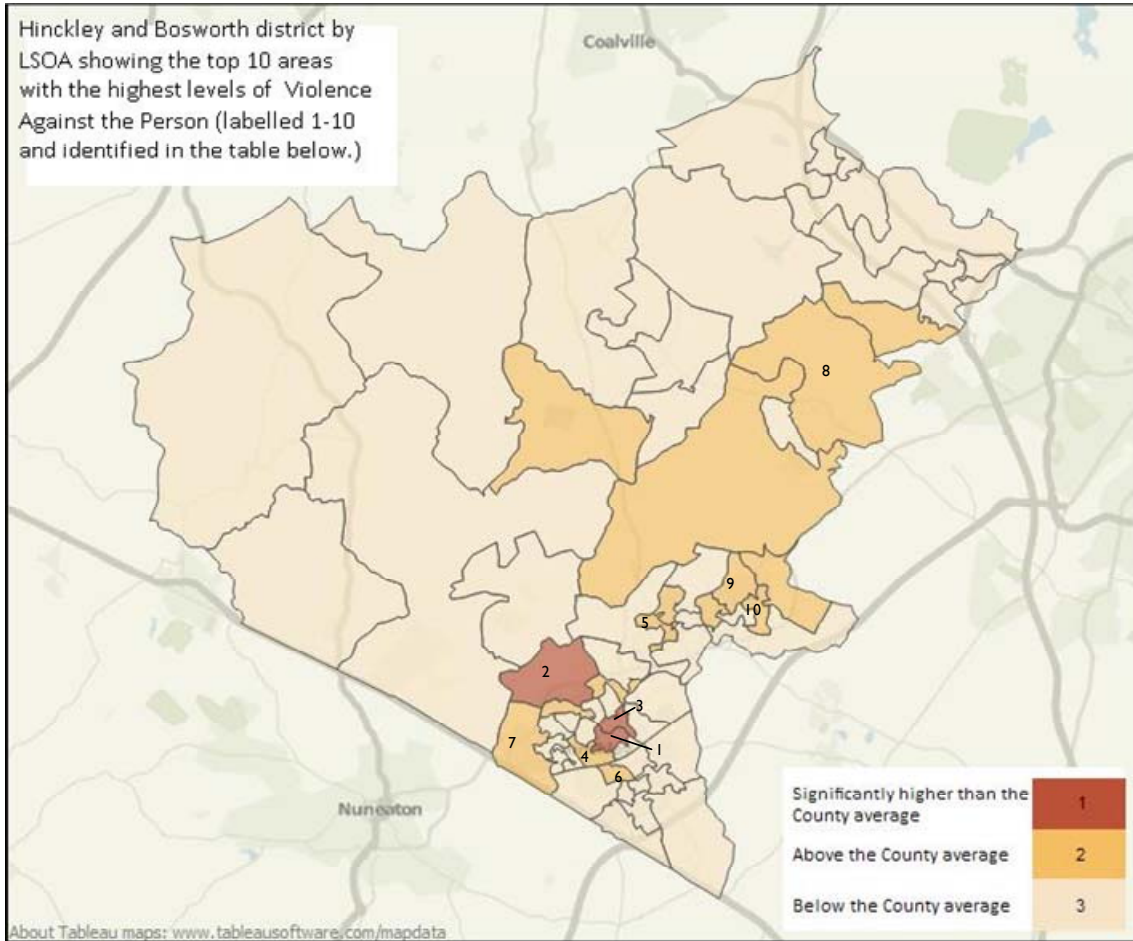 Hinckley and Bosworth district by
LSOA showing the top 10 areas
with the highest levels of Violence
Against the Person (labelled 1-10
and identified in the table below.)
Coalville
8
9
10
5
2
3
7
4
1
6
Nuneaton
Significantly higher than the
County average
1
Above the County average
2
Below the County average
3
About Tableau maps: www.tableausoftware.com/mapdata